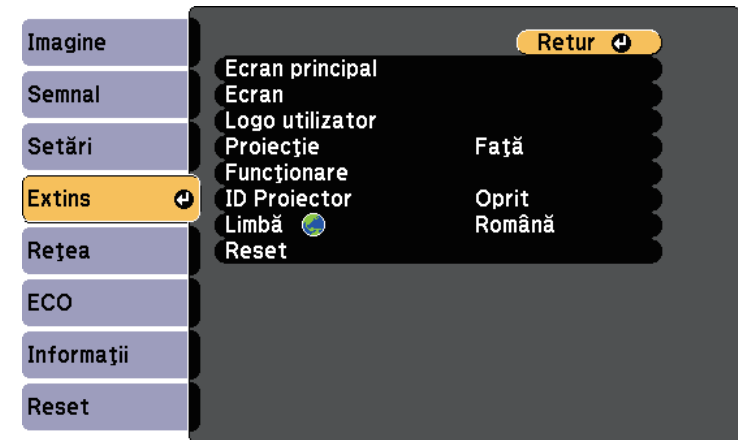 Imagine
Semnal
Setări
Extins
Reţea
ECO
Informaţii
Reset
Retur
Ecran principal
Ecran
Logo utilizator
Proiecţie Faţă
Funcţionare
ID Proiector Oprit
Limbă Română
Reset